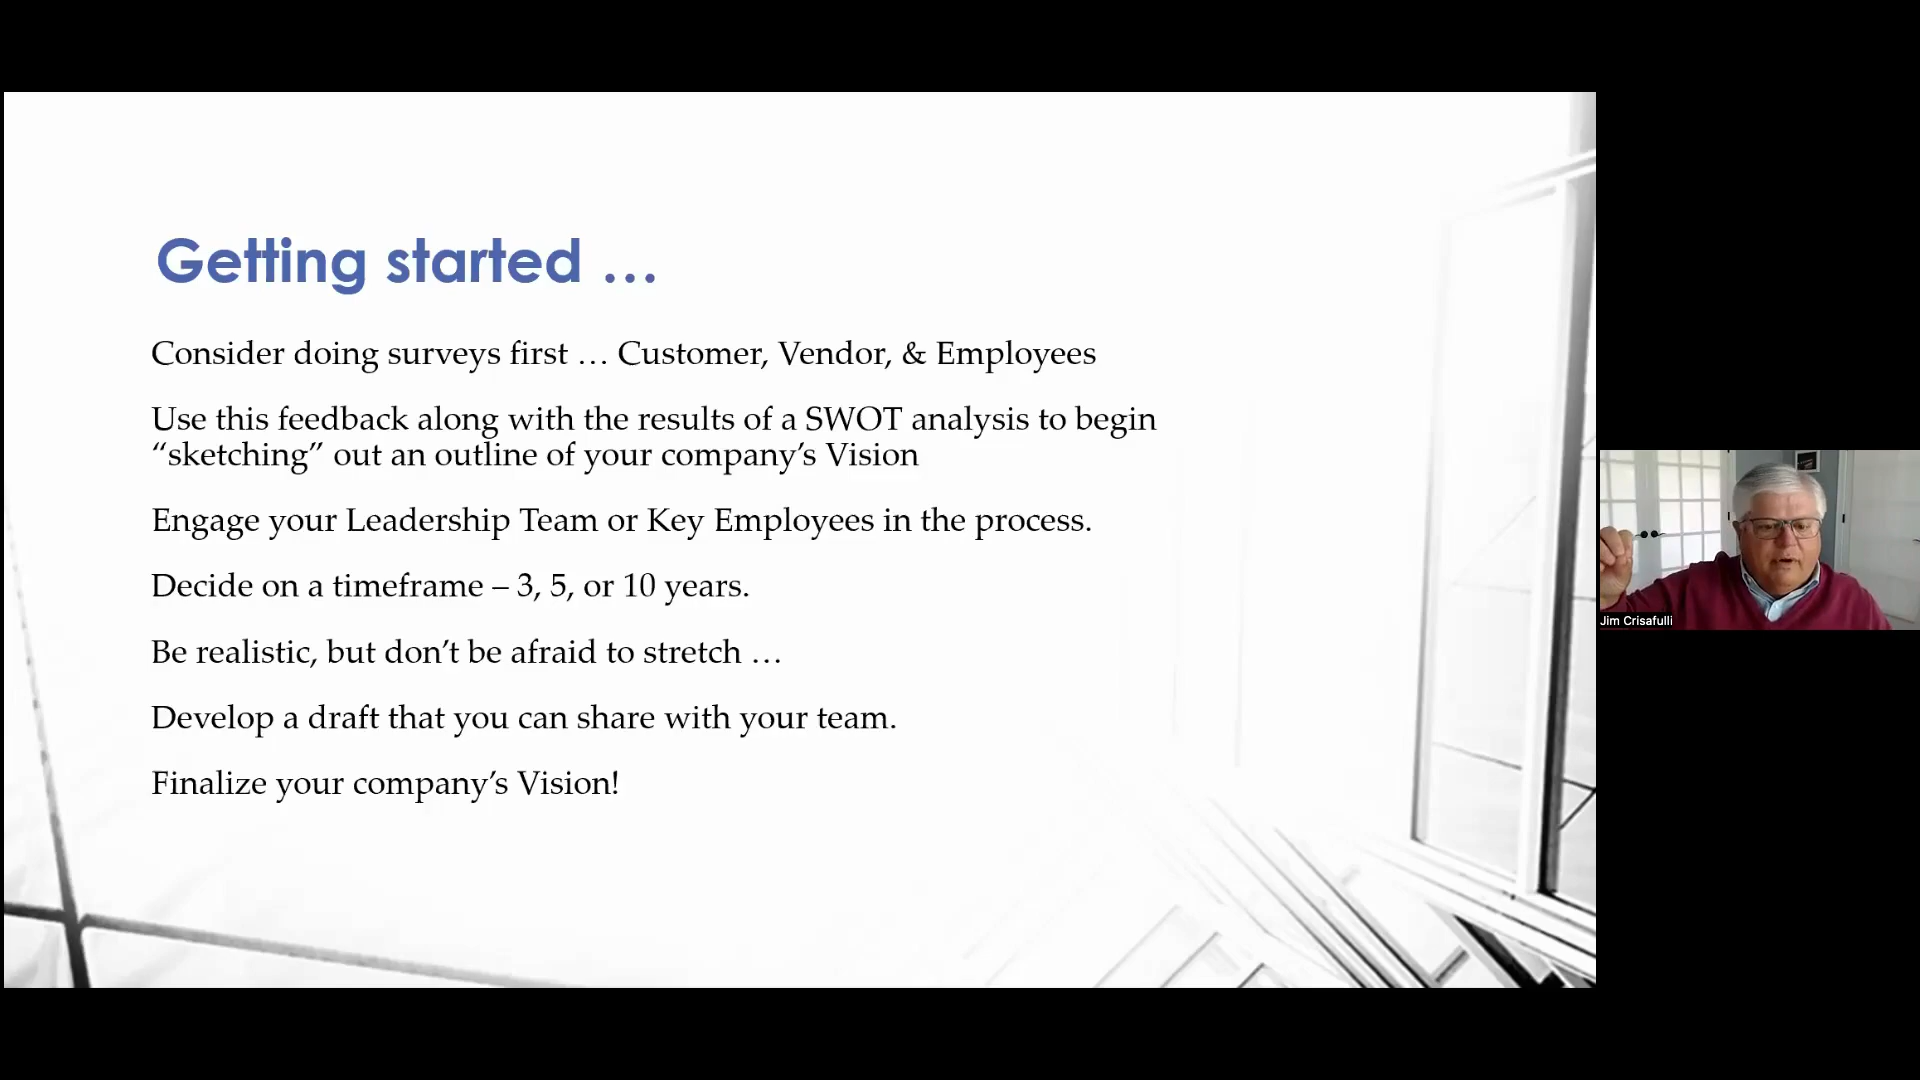 Getting started …
Consider doing surveys first … Customer, Vendor, & Employees
Use this feedback along with the results of a SWOT analysis to begin
“sketching” out an outline of your company’s Vision
Engage your Leadership Team or Key Employees in the process.
Decide on a timeframe – 3, 5, or 10 years.
Be realistic, but don’t be afraid to stretch …
Develop a draft that you can share with your team.
Finalize your company’s Vision!
Jim Crisafulli